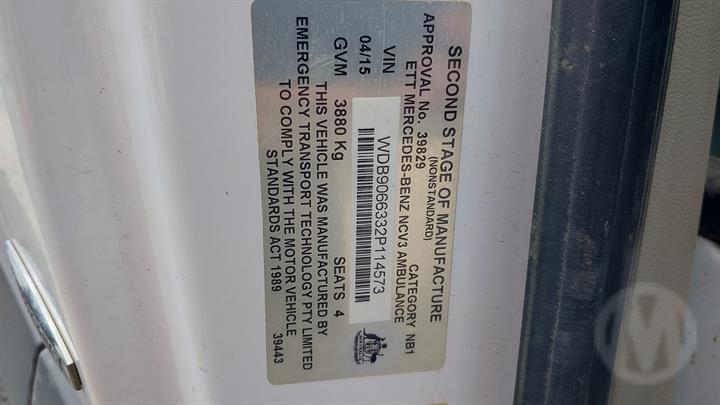 SECOND STAGE OF MANUFACTURE
(NONSTANDARD)
APPROVAL No. 39829 CATEGORY NB1
ETT MERCEDES-BENZ NCV3 AMBULANCE
VIN WDB9066332P114573
04/15
GVM 3880 Kg SEATS 4
THIS VEHICLE WAS MANUFACTURED BY
EMERGENCY TRANSPORT TECHNOLOGY PTY LIMITED
TO COMPLY WITH THE MOTOR VEHICLE
STANDARDS ACT 1989 39443
M